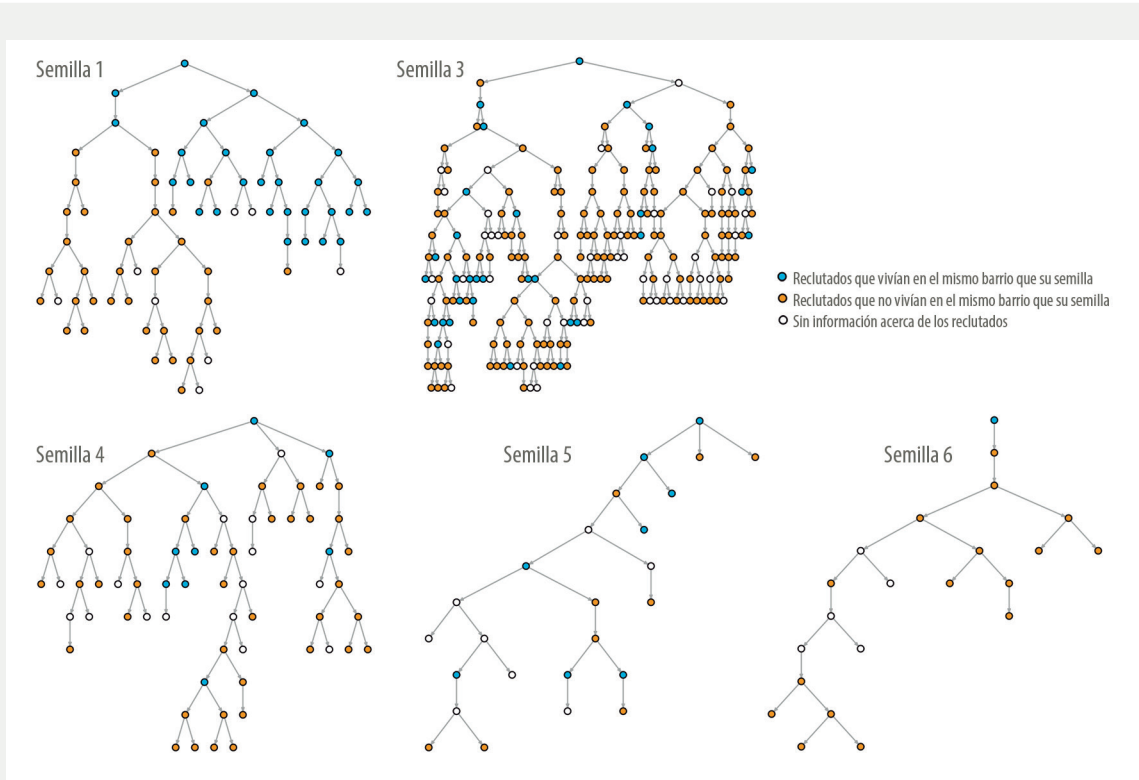 Semilla 1
Semilla 3
Reclutados que vivían en el mismo barrio que su semilla
Reclutados que no vivían en el mismo barrio que su semilla
Sin información acerca de los reclutados
Semilla 4
Semilla 5
Semilla 6